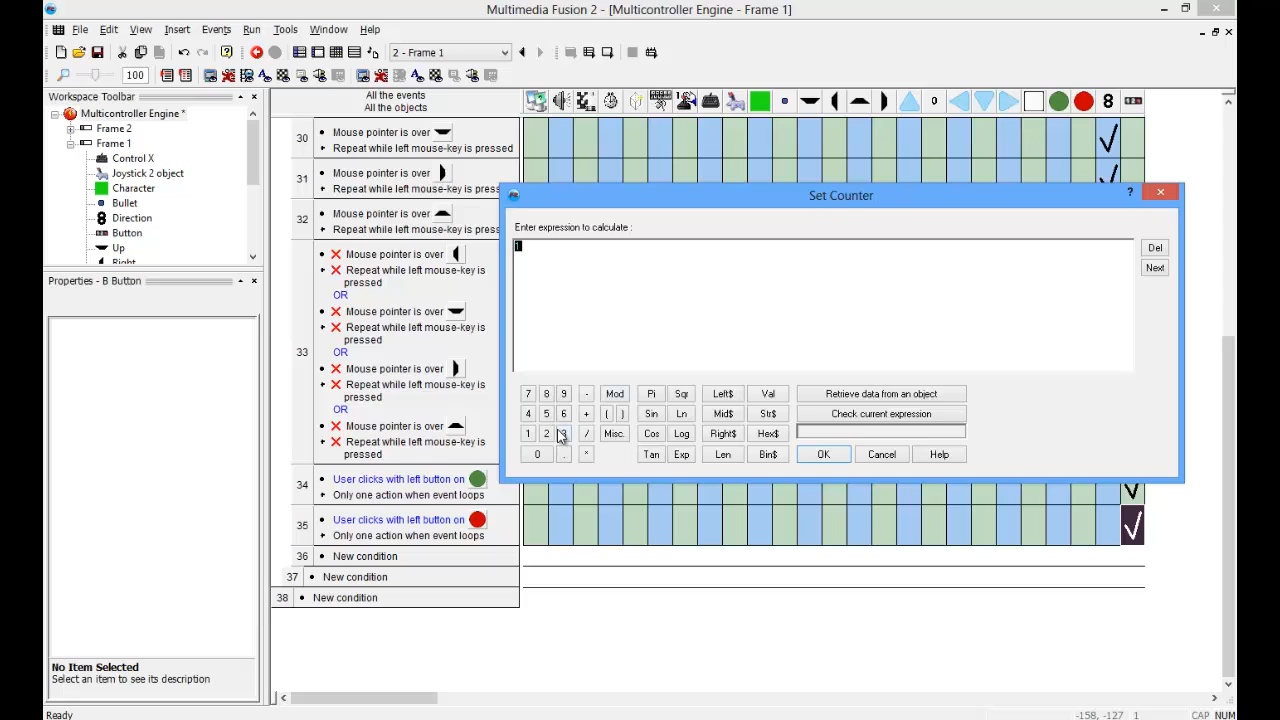 Multimedia Fusion 2 - [Multicontroller Engine - Frame 1]
File Edit View Insert Events Run Tools Window Help
2 - Frame 1
100
Workspace Toolbar
Multicontroller Engine *
Frame 2
Frame 1
Control X
Joystick 2 object
Character
Bullet
Direction
Button
Up
Right
Properties - B Button
No Item Selected
Select an item to see its description
All the events
All the objects
0 8
30
Mouse pointer is over
Repeat while left mouse-key is pressed
31
Mouse pointer is over
Repeat while left mouse-key is press
32
Mouse pointer is over
Repeat while left mouse-key is press
33
Mouse pointer is over
Repeat while left mouse-key is
pressed
OR
Mouse pointer is over
Repeat while left mouse-key is
pressed
OR
Mouse pointer is over
Repeat while left mouse-key is
pressed
OR
Mouse pointer is over
Repeat while left mouse-key is
pressed
34
User clicks with left button on
Only one action when event loops
35
User clicks with left button on
Only one action when event loops
36 New condition
37 New condition
38 New condition
Set Counter
Enter expression to calculate :
1
Del
Next
7 8 9 - Mod Pi Sqr Left$ Val Retrieve data from an object
4 5 6 + ( ) Sin Ln Mid$ Str$ Check current expression
1 2 3 / Misc. Cos Log Right$ Hex$
0 . * Tan Exp Len Bin$ OK Cancel Help
Ready
-158, -127 1 CAP NUM